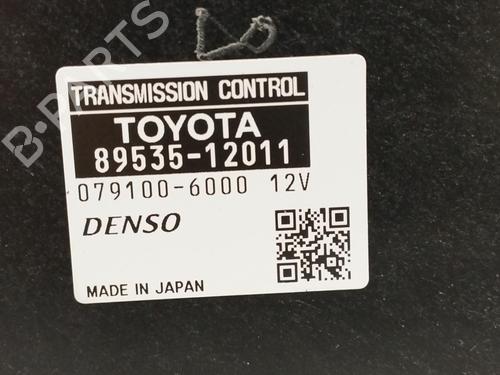 B-PARTS
TRANSMISSION CONTROL
TOYOTA
89535-12011
079100-6000 12V
DENSO
MADE IN JAPAN